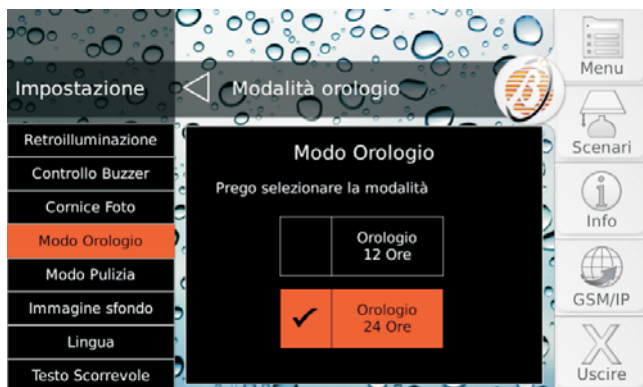 Impostazione
Modalità orologio
Retroilluminazione
Controllo Buzzer
Cornice Foto
Modo Orologio
Modo Pulizia
Immagine sfondo
Lingua
Testo Scorrevole
Modo Orologio
Prego selezionare la modalità
Orologio
12 Ore
Orologio
24 Ore
Menu
Scenari
Info
GSM/IP
Uscire